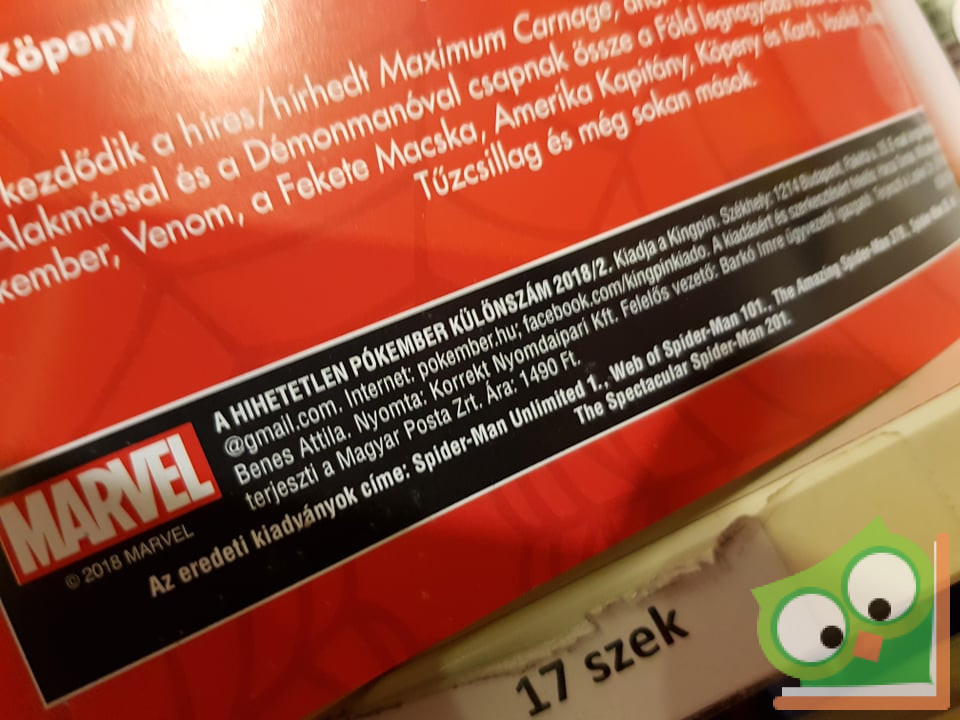 Köpeny
kezdődik a híres/hírhedt Maximum Carnage,
Alakmással és a Démonmanóval csapnak össze a Föld legnagyobb
kember, Venom, a Fekete Macska, Amerika Kapitány, Köpeny és Kard,
Tűzcsillag és még sokan mások.
A HIHETETLEN PÓKEMBER KÜLÖNSZÁM 2018/2. Kiadja a Kingpin. Székhely: 1214 Budapest,
@gmail.com. Internet: pokember.hu; facebook.com/kingpinkiado. A kiadásért és szerkesztésért felelős:
Benes Attila. Nyomta: Korrekt Nyomdaipari Kft. Felelős vezető: Barkó Imre ügyvezető igazgató.
terjeszti a Magyar Posta Zrt. Ára: 1490 Ft.
Az eredeti kiadványok címe: Spider-Man Unlimited 1., Web of Spider-Man 101., The Amazing Spider-Man 378.,
The Spectacular Spider-Man 201.
MARVEL
© 2018 MARVEL
17 szek